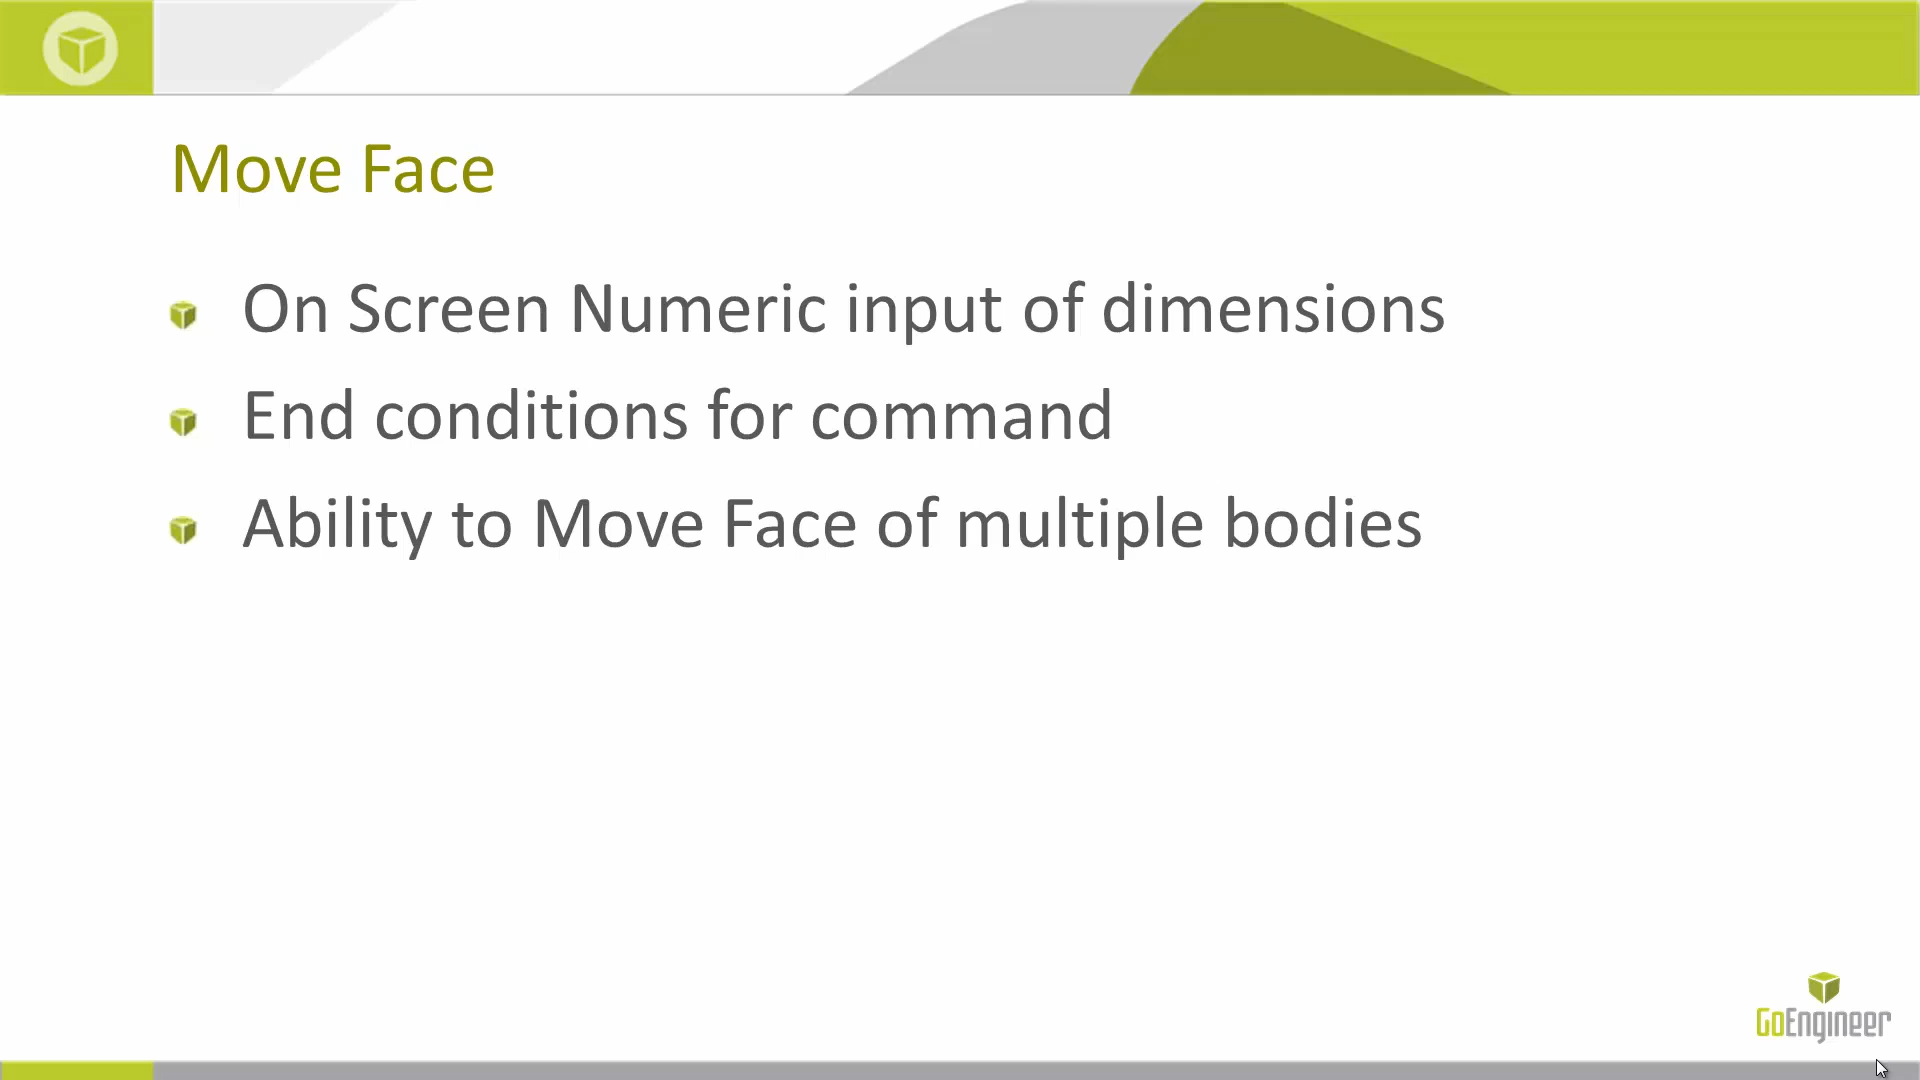 Move Face
On Screen Numeric input of dimensions
End conditions for command
Ability to Move Face of multiple bodies
GoEngineer